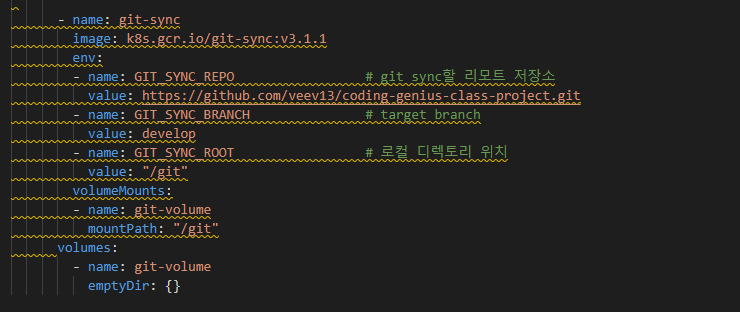 - name: git-sync
image: k8s.gcr.io/git-sync:v3.1.1
env:
- name: GIT_SYNC_REPO # git sync할 리모트 저장소
value: https://github.com/veev13/coding-genius-class-project.git
- name: GIT_SYNC_BRANCH # target branch
value: develop
- name: GIT_SYNC_ROOT # 로컬 디렉토리 위치
value: "/git"
volumeMounts:
- name: git-volume
mountPath: "/git"
volumes:
- name: git-volume
emptyDir: {}